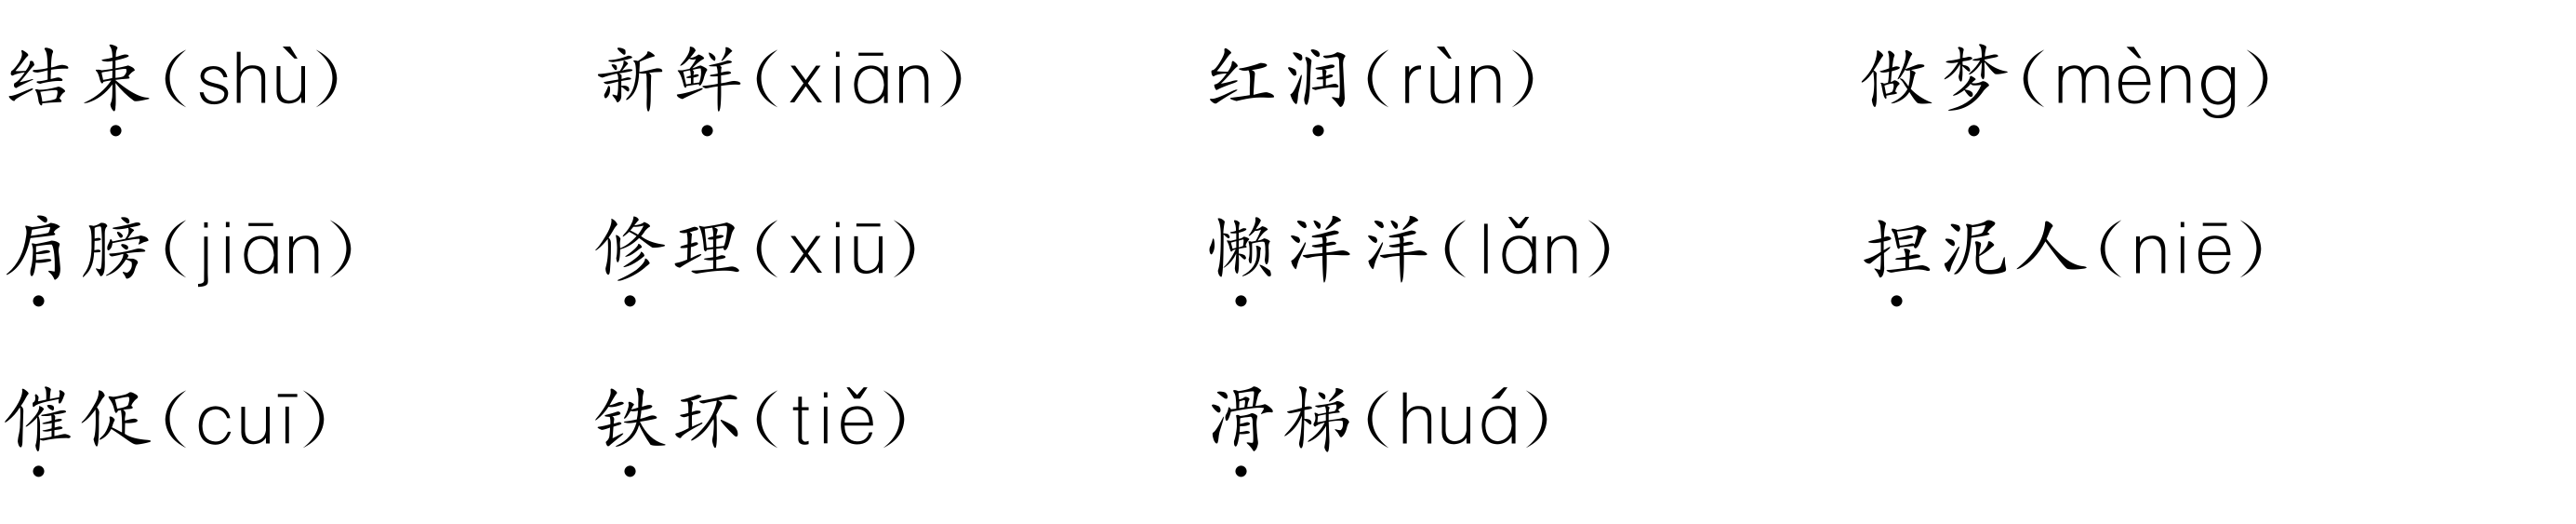 结束(shù) 新鲜(xiān) 红润(rùn) 做梦(mèng)
肩膀(jiān) 修理(xiū) 懒洋洋(lǎn) 捏泥人(niē)
催促(cuī) 铁环(tiě) 滑梯(huá)